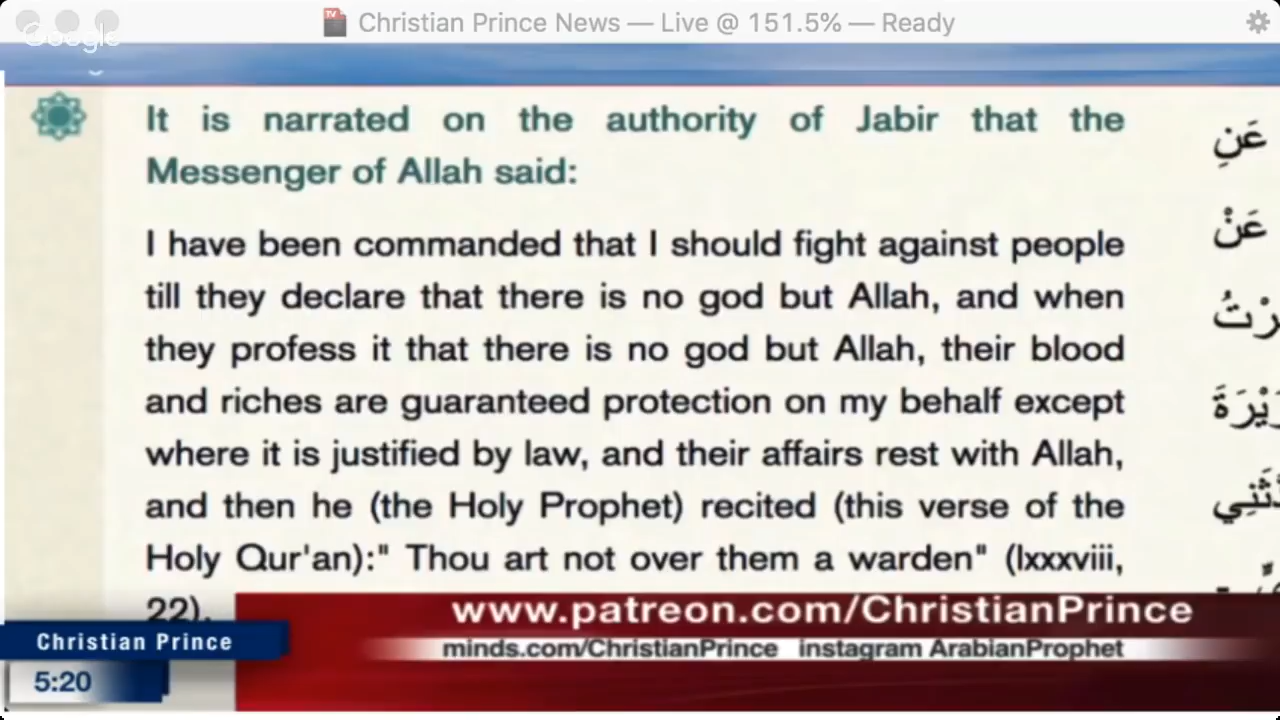 Christian Prince News — Live @ 151.5% — Ready
Google
It is narrated on the authority of Jabir that the
Messenger of Allah said:
عَنِ
I have been commanded that I should fight against people
عَنْ
till they declare that there is no god but Allah, and when
they profess it that there is no god but Allah, their blood
and riches are guaranteed protection on my behalf except
where it is justified by law, and their affairs rest with Allah,
and then he (the Holy Prophet) recited (this verse of the
Holy Qur'an):" Thou art not over them a warden" (lxxxviii,
22).
www.patreon.com/ChristianPrince
Christian Prince
minds.com/ChristianPrince instagram ArabianProphet
5:20